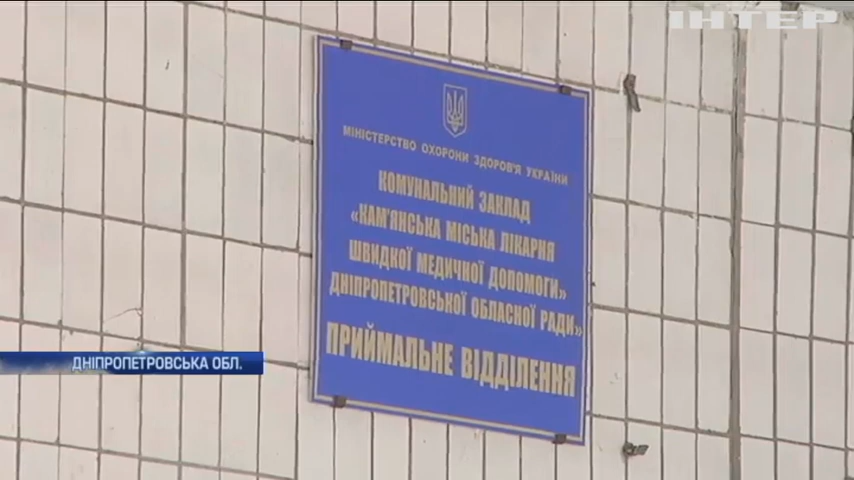 ІНТЕР
МІНІСТЕРСТВО ОХОРОНИ ЗДОРОВ'Я УКРАЇНИ
КОМУНАЛЬНИЙ ЗАКЛАД
«КАМ'ЯНСЬКА МІСЬКА ЛІКАРНЯ
ШВИДКОЇ МЕДИЧНОЇ ДОПОМОГИ»
ДНІПРОПЕТРОВСЬКОЇ ОБЛАСНОЇ РАДИ»
ПРИЙМАЛЬНЕ ВІДДІЛЕННЯ
ДНІПРОПЕТРОВСЬКА ОБЛ.